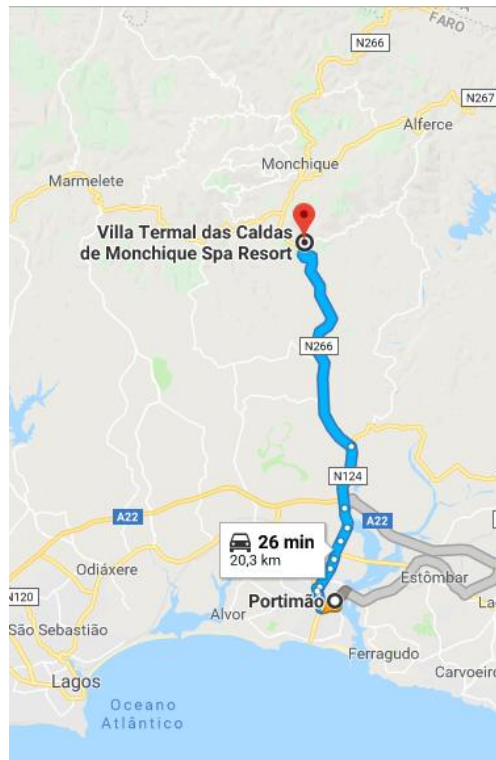 FARO
N266
N267
Alferce
Monchique
Marmelete
Villa Termal das Caldas
de Monchique Spa Resort
N266
N124
A22
A22
26 min
20,3 km
Odiáxere
Estômbar
N120
Portimão
Alvor
São Sebastião
Ferragudo
Carvoeiro
Lagos
Oceano
Atlântico